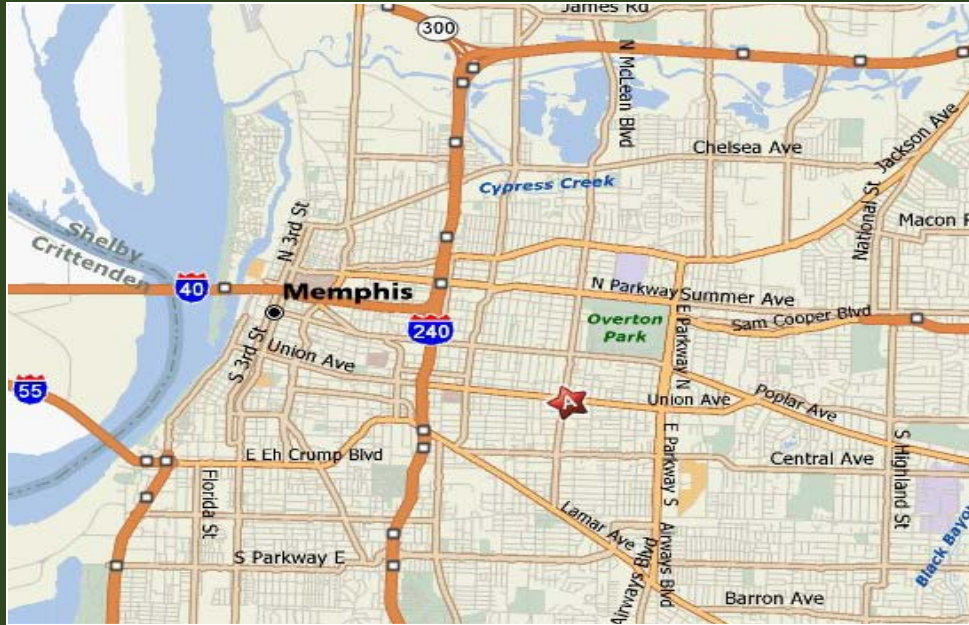 James Rd
300
N McLean Blvd
Chelsea Ave
Jackson Ave
Cypress Creek
National St
Macon
Shelby
Crittenden
N 3rd St
40
Memphis
N Parkway
Summer Ave
240
Overton
Park
E Parkway N
Sam Cooper Blvd
S 3rd St
Union Ave
55
A
Union Ave
Poplar Ave
E Eh Crump Blvd
E Parkway S
Central Ave
S Highland St
Florida St
Lamar Ave
S Parkway E
Airways Blvd
Airways Blvd
Black Bayou
Barron Ave